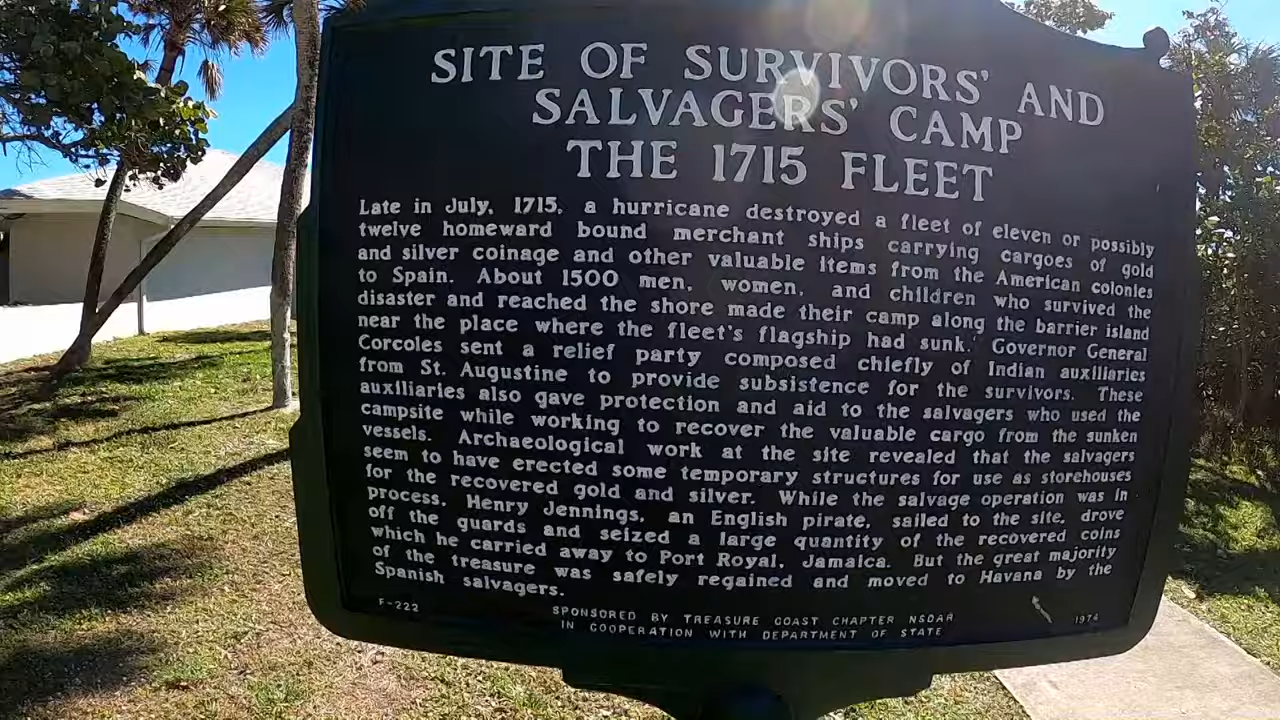 SITE OF SURVIVORS' AND
SALVAGERS' CAMP
THE 1715 FLEET
Late in July, 1715, a hurricane destroyed a fleet of eleven or possibly
twelve homeward bound merchant ships carrying cargoes of gold
and silver coinage and other valuable items from the American colonies
to Spain. About 1500 men, women, and children who survived the
disaster and reached the shore made their camp along the barrier island
near the place where the fleet's flagship had sunk. Governor General
Corcoles sent a relief party composed chiefly of Indian auxiliaries
from St. Augustine to provide subsistence for the survivors. These
auxiliaries also gave protection and aid to the salvagers who used the
campsite while working to recover the valuable cargo from the sunken
vessels. Archaeological work at the site revealed that the salvagers
seem to have erected some temporary structures for use as storehouses
for the recovered gold and silver. While the salvage operation was in
process, Henry Jennings, an English pirate, sailed to the site, drove
off the guards and seized a large quantity of the recovered coins
which he carried away to Port Royal, Jamaica. But the great majority
of the treasure was safely regained and moved to Havana by the
Spanish salvagers.
F-222
SPONSORED BY TREASURE COAST CHAPTER NSDAR
IN COOPERATION WITH DEPARTMENT OF STATE
1974